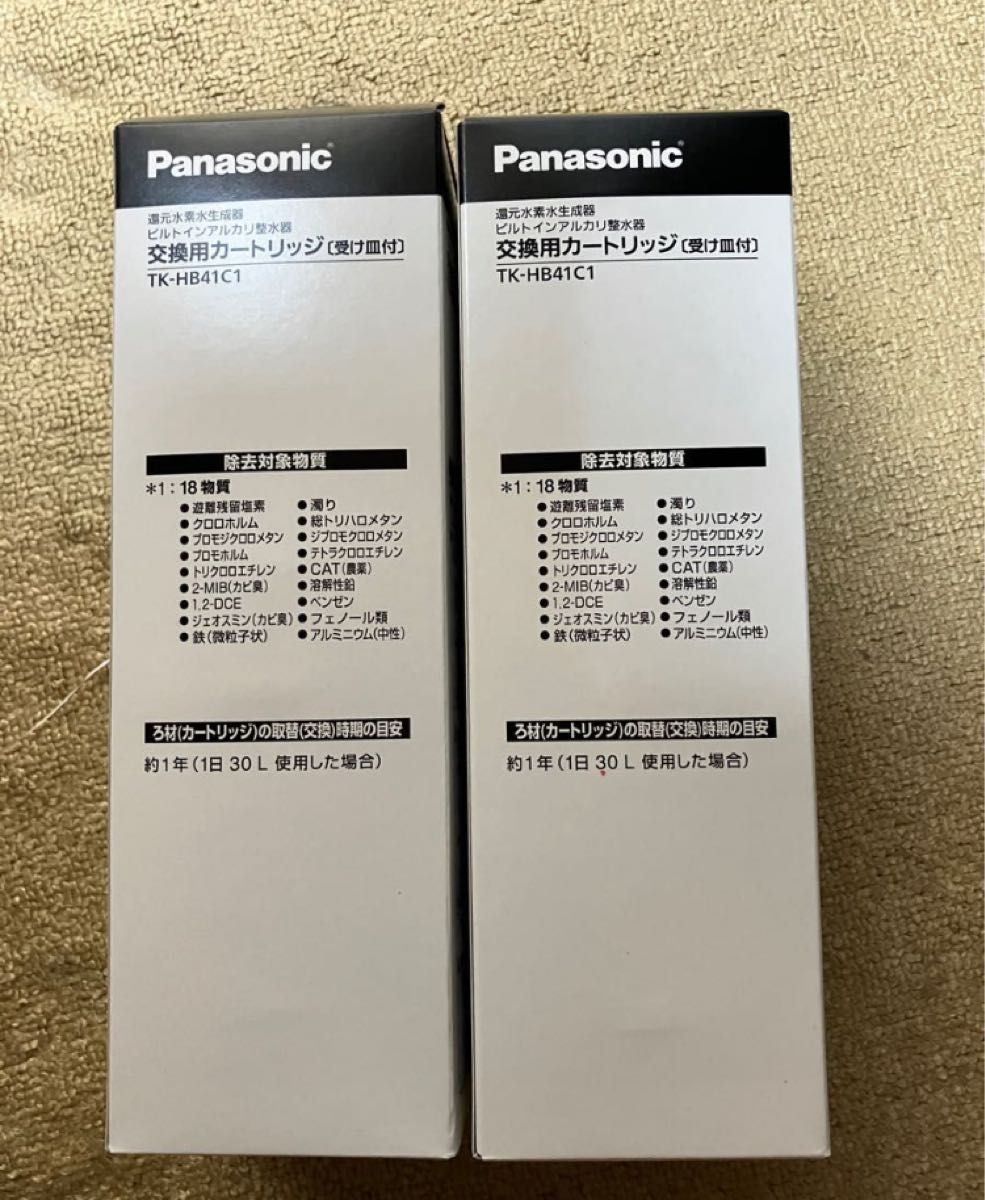 Panasonic
還元水素水生成器
ビルトインアルカリ整水器
交換用カートリッジ〔受け皿付〕
TK-HB41C1
除去対象物質
*1：18物質
●遊離残留塩素 ●濁り
●クロロホルム ●総トリハロメタン
●ブロモジクロロメタン ●ジブロモクロロメタン
●ブロモホルム ●テトラクロロエチレン
●トリクロロエチレン ●CAT(農薬)
●2-MIB(カビ臭) ●溶解性鉛
●1,2-DCE ●ベンゼン
●ジェオスミン(カビ臭) ●フェノール類
●鉄(微粒子状) ●アルミニウム(中性)
ろ材(カートリッジ)の取替(交換)時期の目安
約1年(1日 30 L 使用した場合)
Panasonic
還元水素水生成器
ビルトインアルカリ整水器
交換用カートリッジ〔受け皿付〕
TK-HB41C1
除去対象物質
*1：18物質
●遊離残留塩素 ●濁り
●クロロホルム ●総トリハロメタン
●ブロモジクロロメタン ●ジブロモクロロメタン
●ブロモホルム ●テトラクロロエチレン
●トリクロロエチレン ●CAT(農薬)
●2-MIB(カビ臭) ●溶解性鉛
●1,2-DCE ●ベンゼン
●ジェオスミン(カビ臭) ●フェノール類
●鉄(微粒子状) ●アルミニウム(中性)
ろ材(カートリッジ)の取替(交換)時期の目安
約1年(1日 30 L 使用した場合)